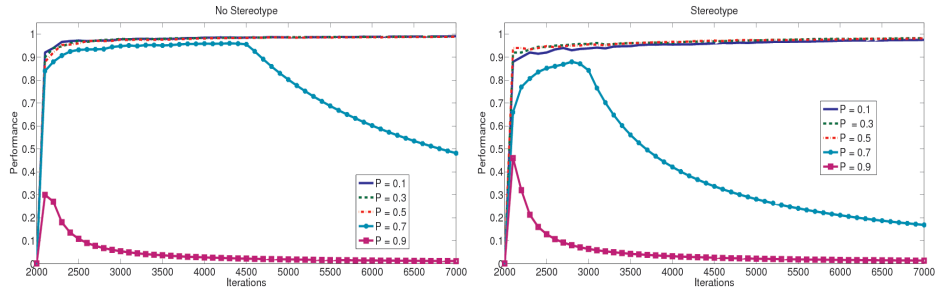 No Stereotype
1
0.9
0.8
0.7
0.6
0.5
0.4
0.3
0.2
0.1
0
Performance
2000 2500 3000 3500 4000 4500 5000 5500 6000 6500 7000
Iterations
P = 0.1
P = 0.3
P = 0.5
P = 0.7
P = 0.9
Stereotype
1
0.9
0.8
0.7
0.6
0.5
0.4
0.3
0.2
0.1
0
Performance
2000 2500 3000 3500 4000 4500 5000 5500 6000 6500 7000
Iterations
P = 0.1
P = 0.3
P = 0.5
P = 0.7
P = 0.9